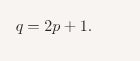 q = 2p + 1.